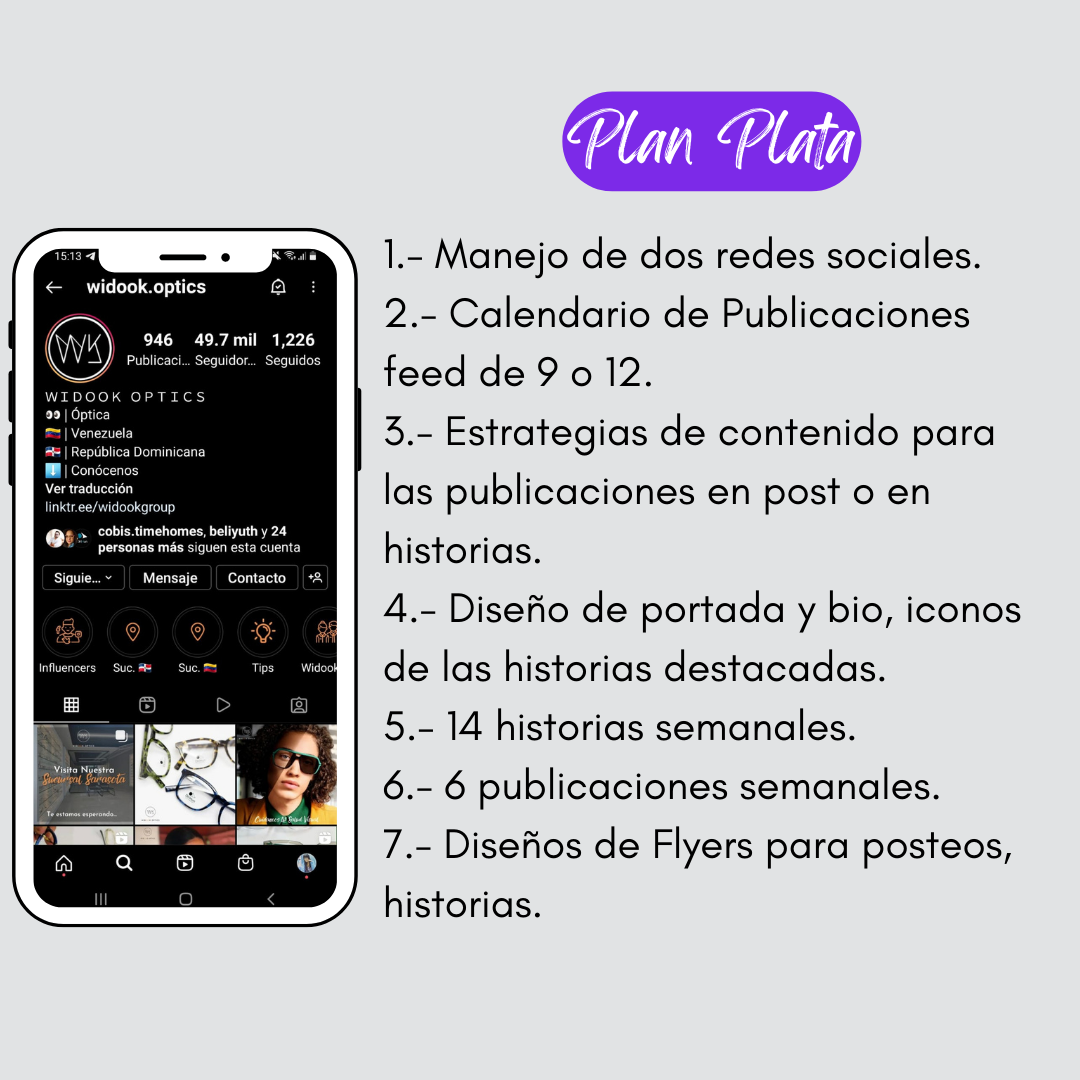 Plan Plata
1.- Manejo de dos redes sociales.
2.- Calendario de Publicaciones
feed de 9 o 12.
3.- Estrategias de contenido para
las publicaciones en post o en
historias.
4.- Diseño de portada y bio, iconos
de las historias destacadas.
5.- 14 historias semanales.
6.- 6 publicaciones semanales.
7.- Diseños de Flyers para posteos,
historias.
15:13
widook.optics
946 49.7 mil 1,226
Publicaci... Seguidor... Seguidos
WIDOOK OPTICS
👀 | Óptica
🇻🇪 | Venezuela
🇩🇴 | República Dominicana
⬇️ | Conócenos
Ver traducción
linktr.ee/widookgroup
cobis.timehomes, beliyuth y 24
personas más siguen esta cuenta
Siguie... Mensaje Contacto
Influencers Suc. 🇩🇴 Suc. 🇻🇪 Tips Widook
Visita Nuestra
Sucursal Sarasota
Te estamos esperando...
Cuidamos Tu Salud Visual